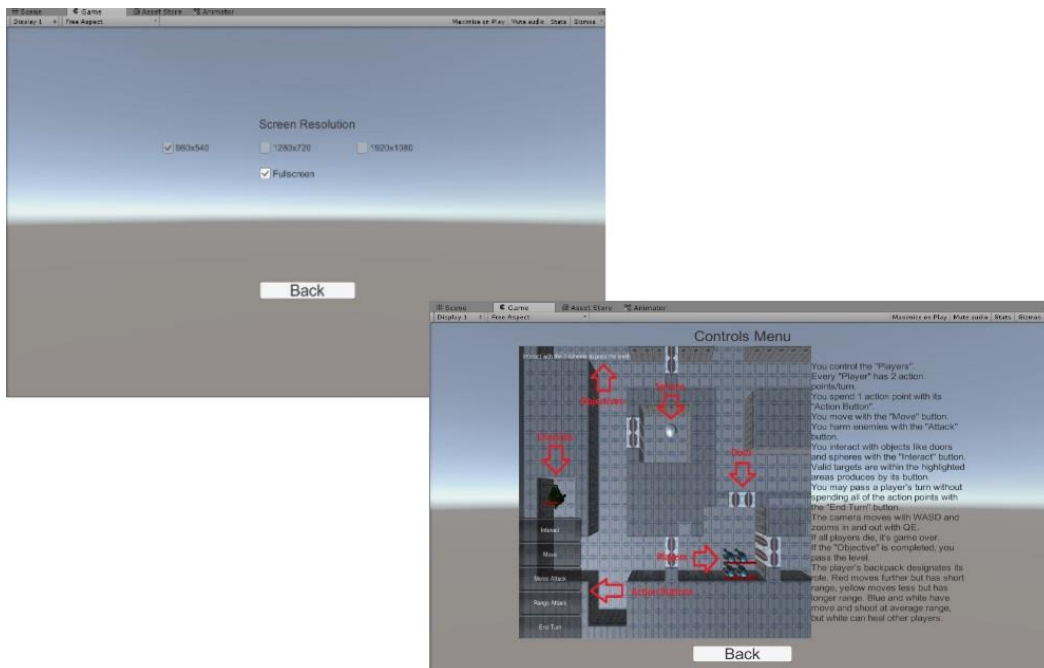 Scene Game Asset Store Animator
Display 1 Free Aspect Maximize on Play Mute audio Stats Gizmos
Screen Resolution
960x540 1280x720 1920x1080
Fullscreen
Back
Scene Game Asset Store Animator
Display 1 Free Aspect Maximize on Play Mute audio Stats Gizmos
Controls Menu
Interact with the spheres to pass the level
Objectives
Sphere
Enemies
Doors
Players
Action Buttons
Interact
Move
Melee Attack
Range Attack
End Turn
You control the "Players".
Every "Player" has 2 action
points/turn.
You spend 1 action point with its
"Action Button".
You move with the "Move" button.
You harm enemies with the "Attack"
button.
You interact with objects like doors
and spheres with the "Interact" button.
Valid targets are within the highlighted
areas produces by its button.
You may pass a player's turn without
spending all of the action points with
the "End Turn" button.
The camera moves with WASD and
zooms in and out with QE.
If all players die, it's game over.
If the "Objective" is completed, you
pass the level.
The player's backpack designates its
role. Red moves further but has short
range, yellow moves less but has
longer range. Blue and white have
move and shoot at average range,
but white can heal other players.
Back